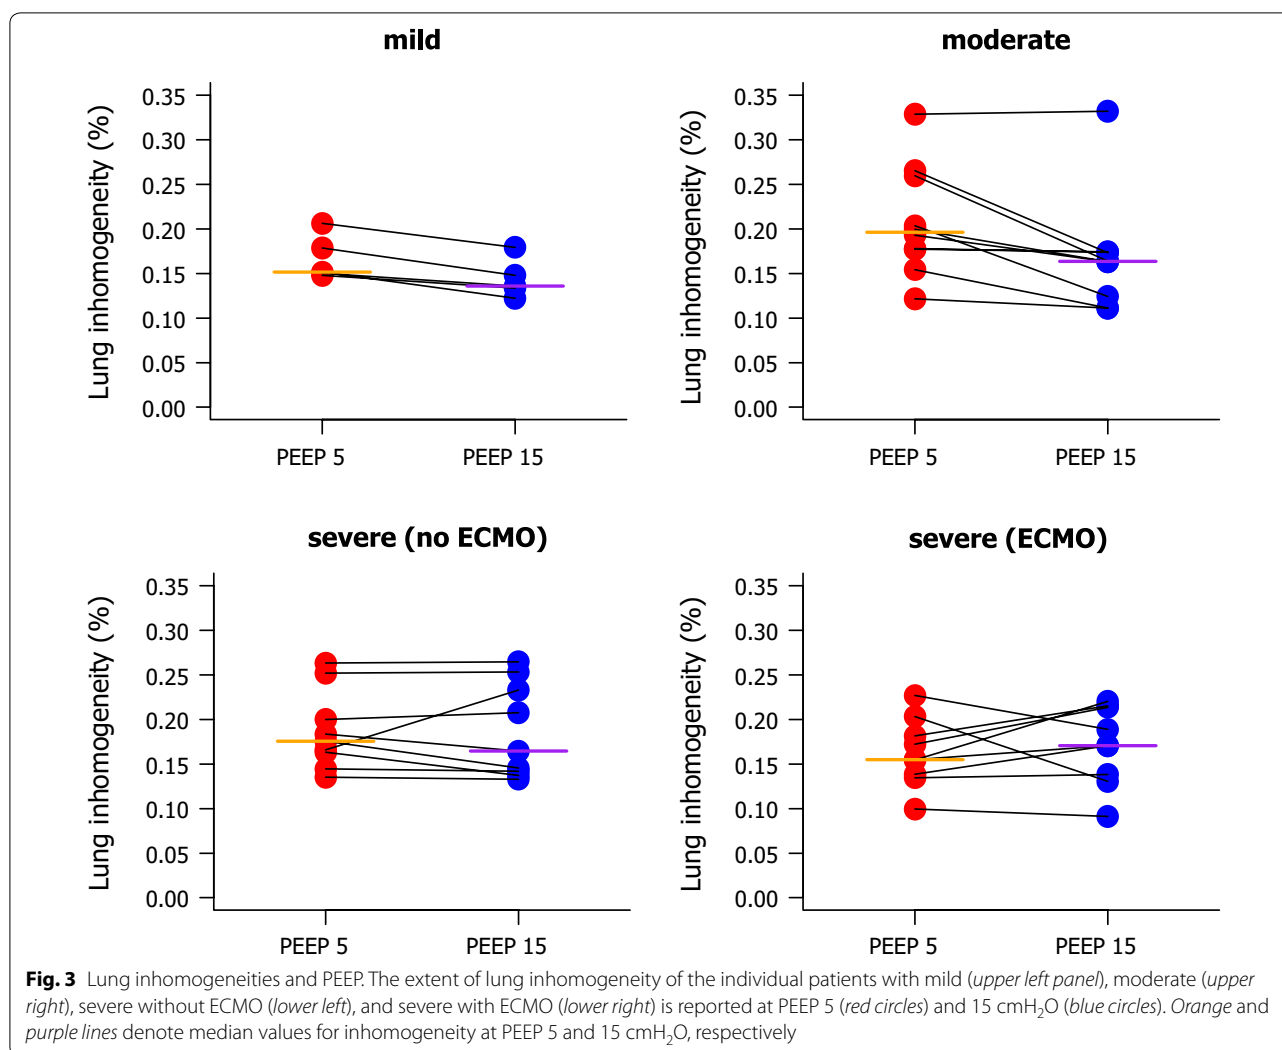 mild
0.35
0.30
0.25
0.20
0.15
0.10
0.05
0.00
Lung inhomogeneity (%)
PEEP 5 PEEP 15
moderate
0.35
0.30
0.25
0.20
0.15
0.10
0.05
0.00
Lung inhomogeneity (%)
PEEP 5 PEEP 15
severe (no ECMO)
0.35
0.30
0.25
0.20
0.15
0.10
0.05
0.00
Lung inhomogeneity (%)
PEEP 5 PEEP 15
severe (ECMO)
0.35
0.30
0.25
0.20
0.15
0.10
0.05
0.00
Lung inhomogeneity (%)
PEEP 5 PEEP 15
Fig. 3 Lung inhomogeneities and PEEP. The extent of lung inhomogeneity of the individual patients with mild (upper left panel), moderate (upper
right), severe without ECMO (lower left), and severe with ECMO (lower right) is reported at PEEP 5 (red circles) and 15 cmH₂O (blue circles). Orange and
purple lines denote median values for inhomogeneity at PEEP 5 and 15 cmH₂O, respectively